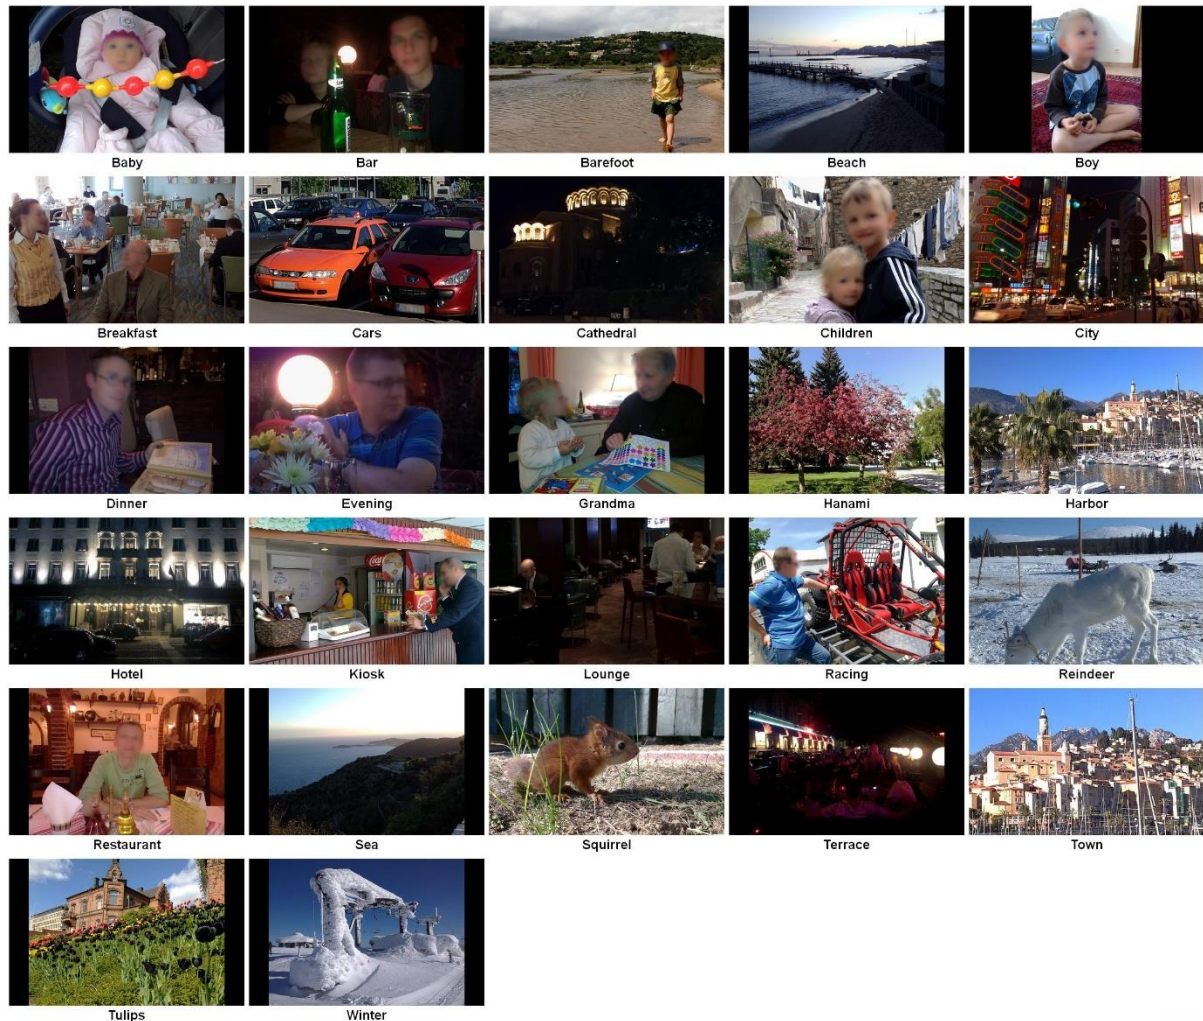 Baby Bar Barefoot Beach Boy
Breakfast Cars Cathedral Children City
Dinner Evening Grandma Hanami Harbor
Hotel Kiosk Lounge Racing Reindeer
Restaurant Sea Squirrel Terrace Town
Tulips Winter